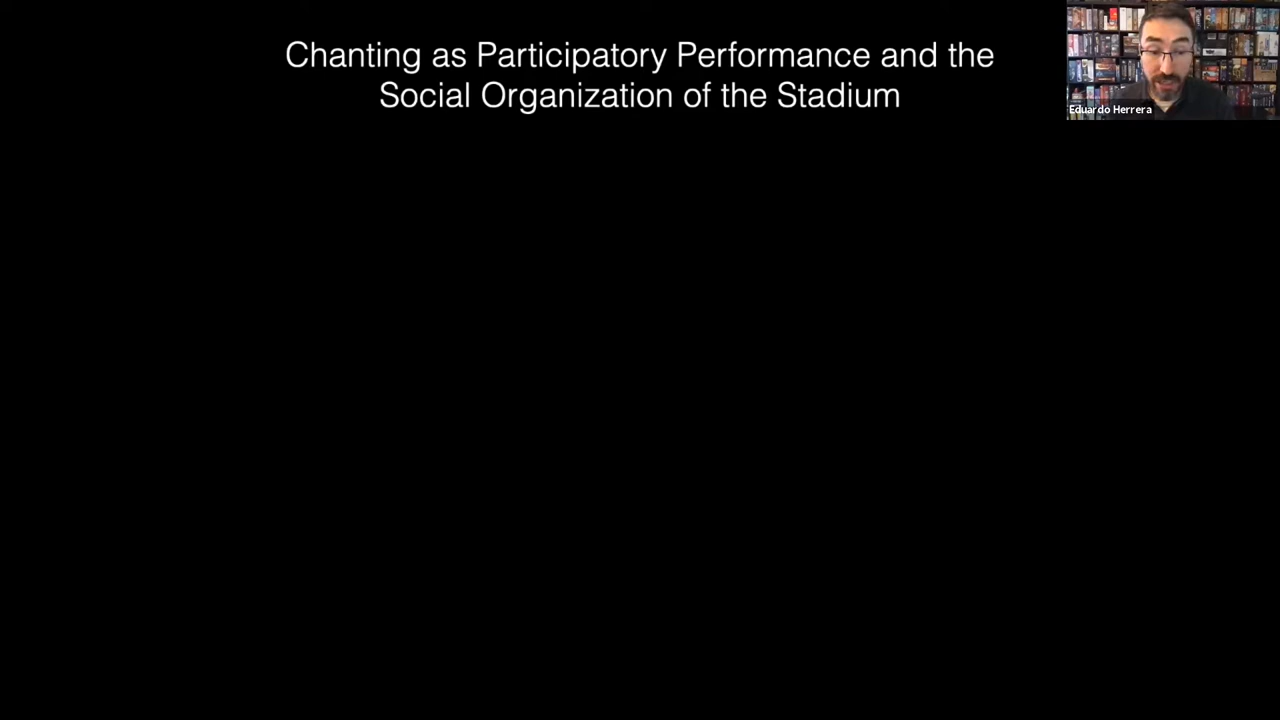 Chanting as Participatory Performance and the
Social Organization of the Stadium
Eduardo Herrera